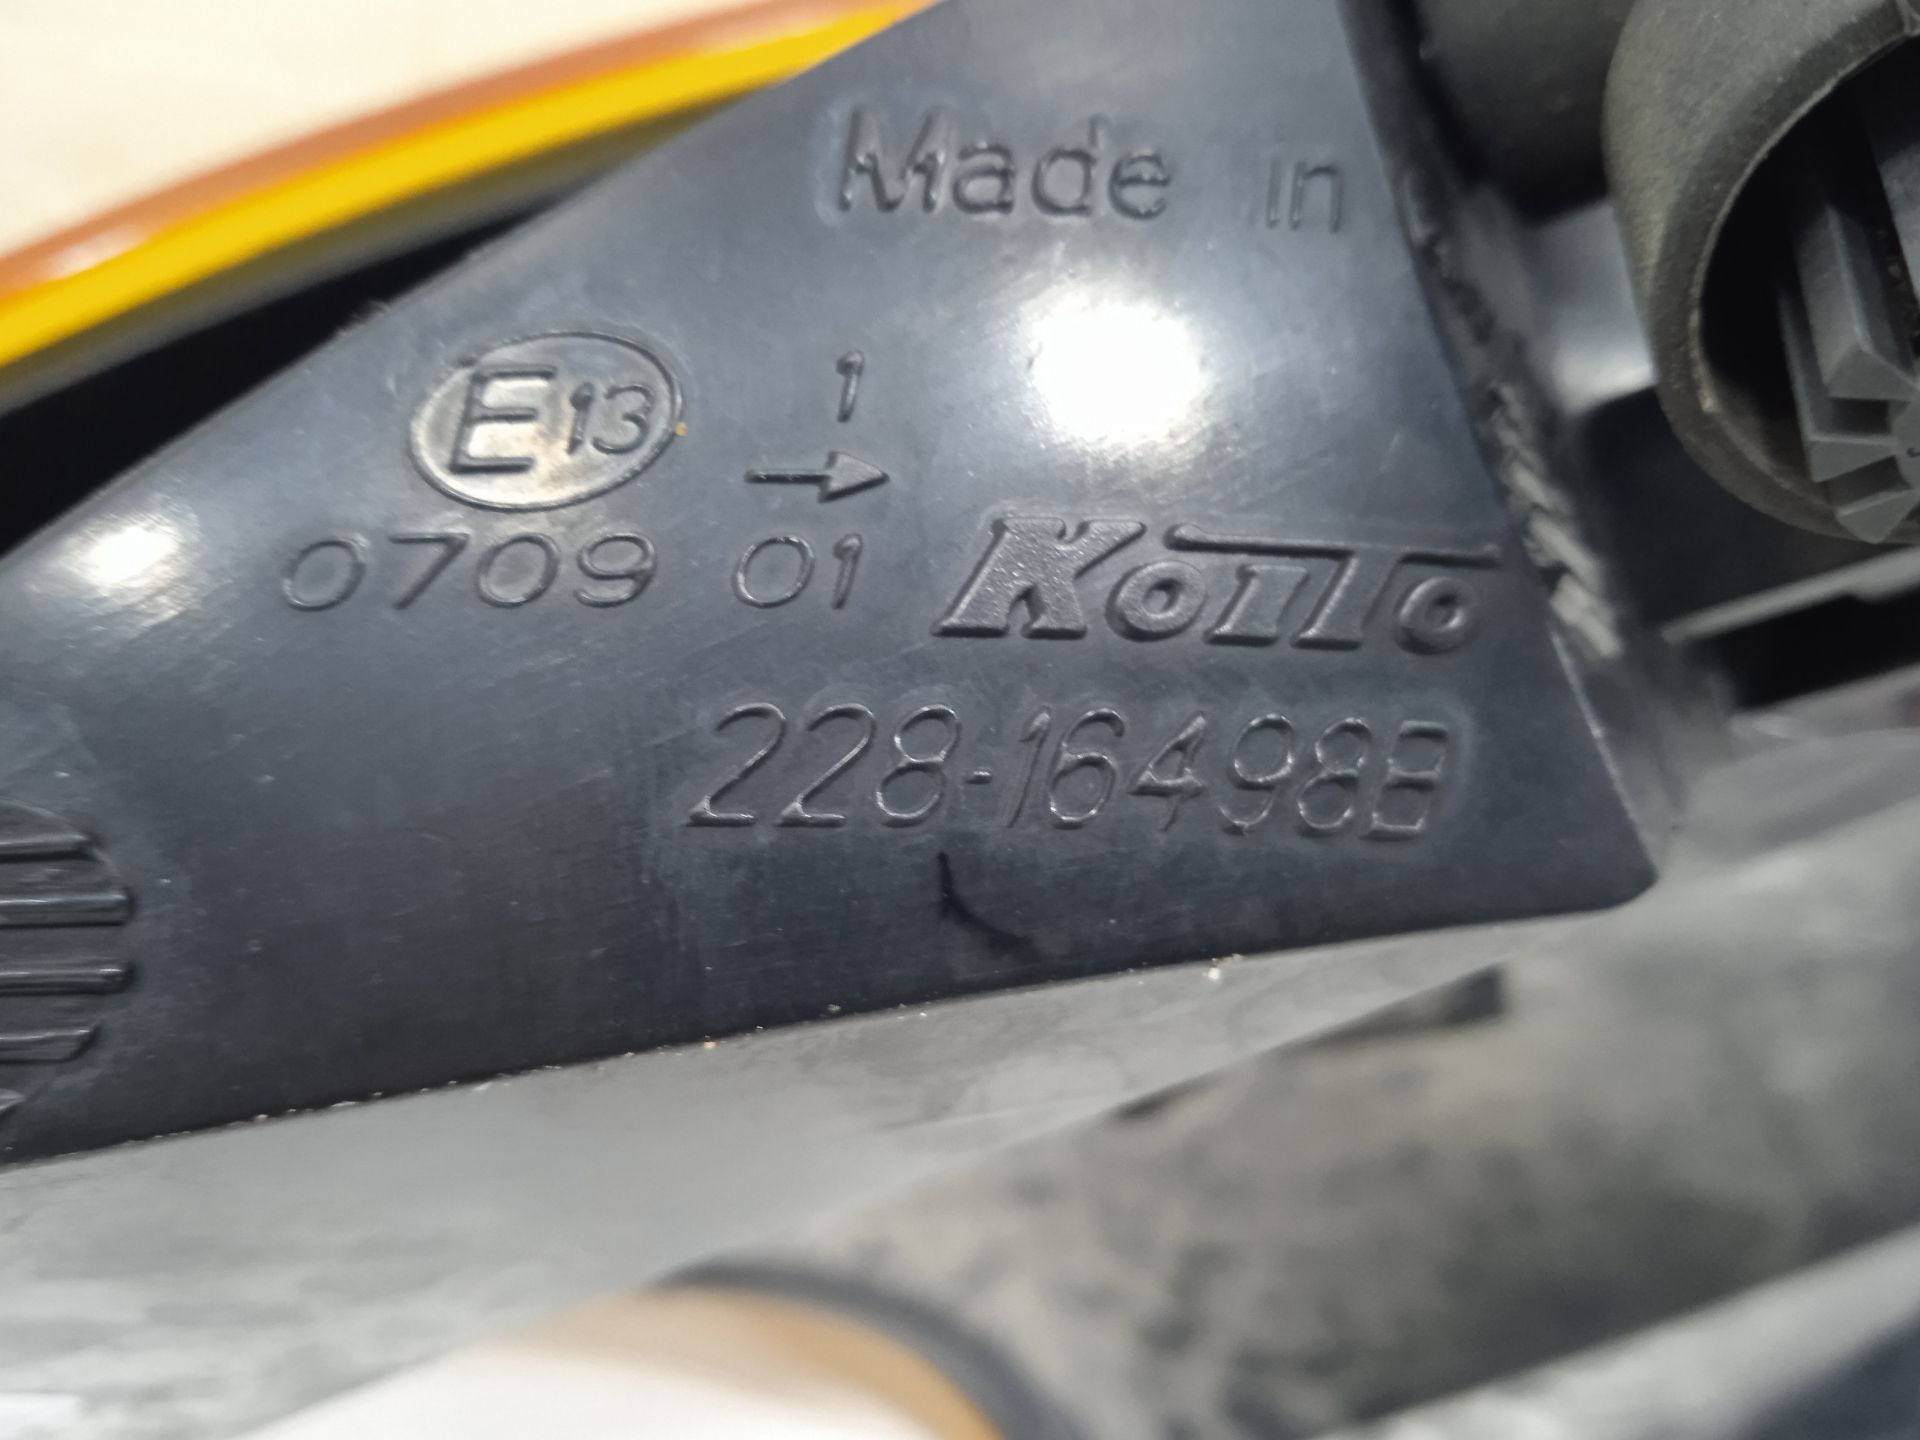 Made in
E13
1
→
0709 01
KOITO
228-16498B